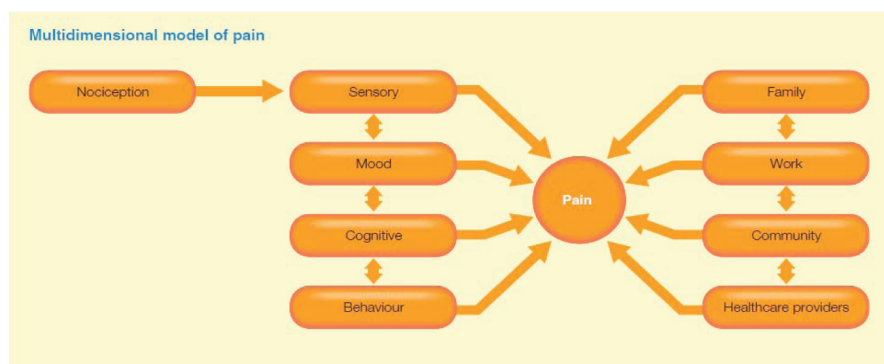 Multidimensional model of pain
Nociception
Sensory
Mood
Cognitive
Behaviour
Pain
Family
Work
Community
Healthcare providers